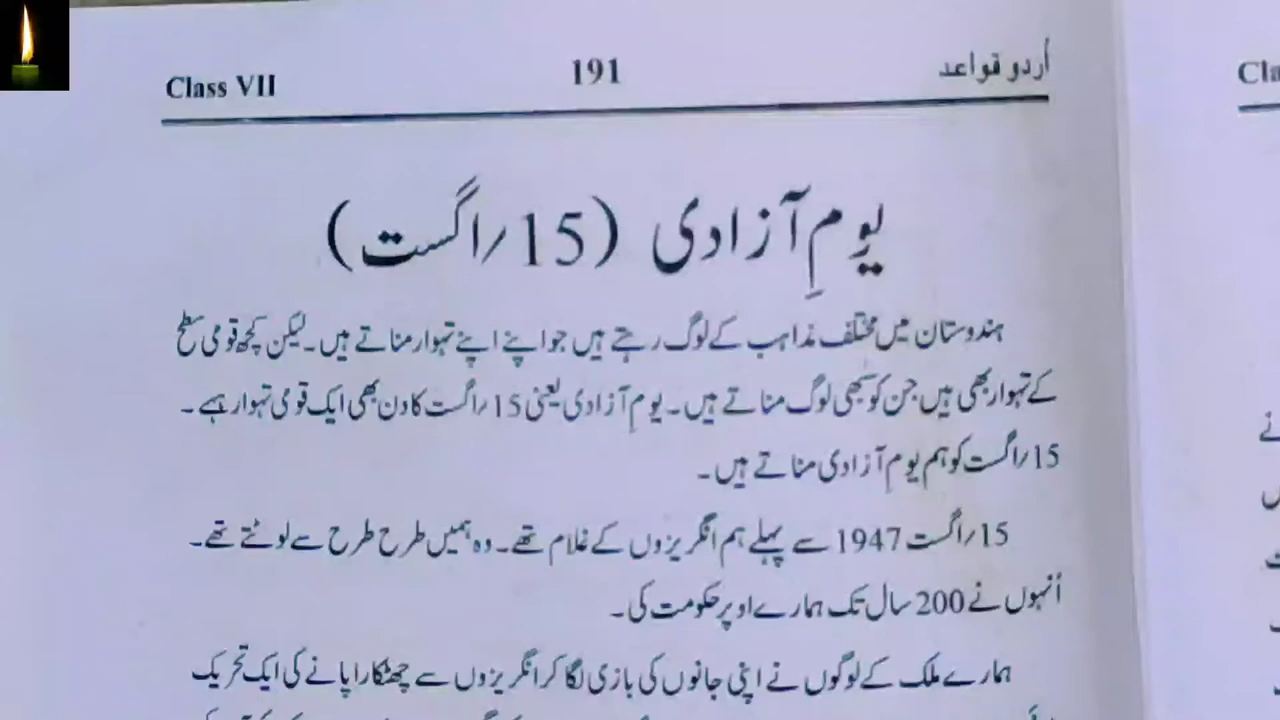 Class VII 191 اُردو قواعد
یومِ آزادی (15؍اگست)
ہندوستان میں مختلف مذاہب کے لوگ رہتے ہیں جو اپنے اپنے تہوار مناتے ہیں۔ لیکن کچھ قومی سطح
کے تہوار بھی ہیں جن کو سبھی لوگ مناتے ہیں۔ یومِ آزادی یعنی 15؍اگست کا دن بھی ایک قومی تہوار ہے ۔
15؍اگست کو ہم یومِ آزادی مناتے ہیں۔
15؍اگست 1947 سے پہلے ہم انگریزوں کے غلام تھے۔ وہ ہمیں طرح طرح سے لوٹتے تھے۔
اُنہوں نے 200 سال تک ہمارے اوپر حکومت کی۔
ہمارے ملک کے لوگوں نے اپنی جانوں کی بازی لگا کر انگریزوں سے چھٹکارا پانے کی ایک تحریک